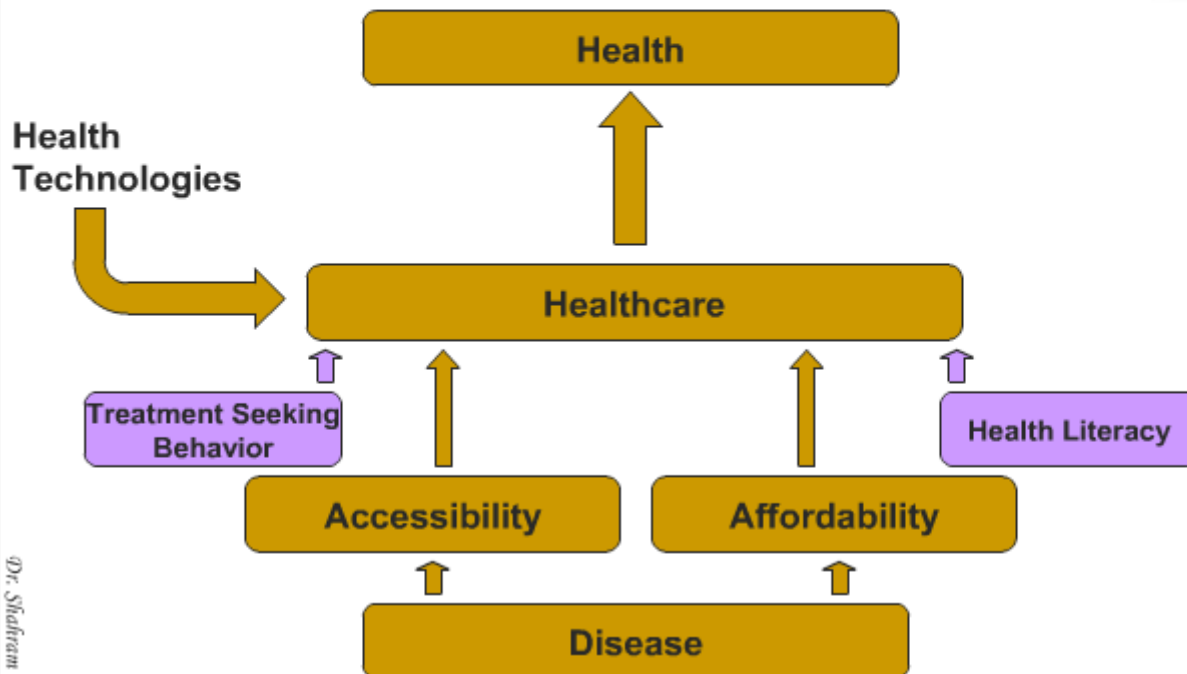 Health
Health
Technologies
Healthcare
Treatment Seeking
Behavior
Health Literacy
Accessibility
Affordability
Disease
Dr. Shahram